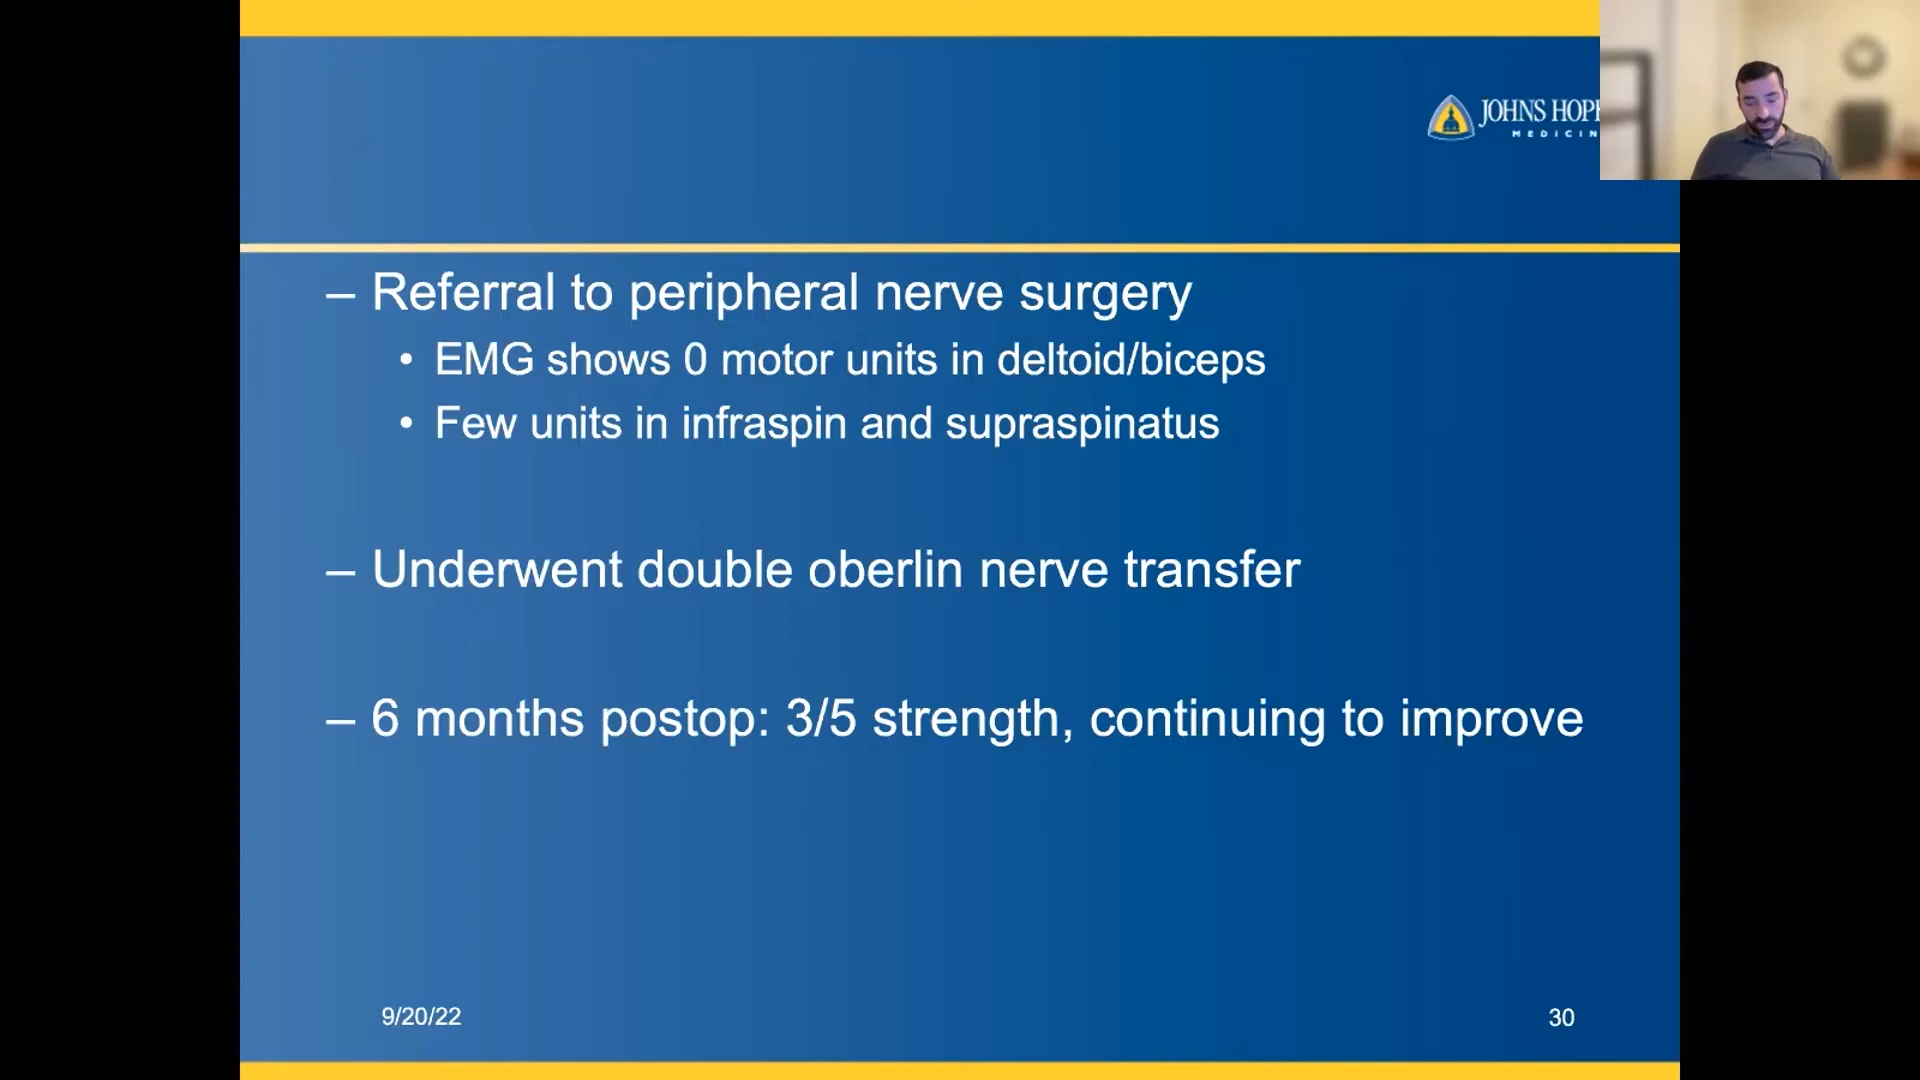 JOHNS HOPK
MEDICIN
– Referral to peripheral nerve surgery
• EMG shows 0 motor units in deltoid/biceps
• Few units in infraspin and supraspinatus
– Underwent double oberlin nerve transfer
– 6 months postop: 3/5 strength, continuing to improve
9/20/22
30